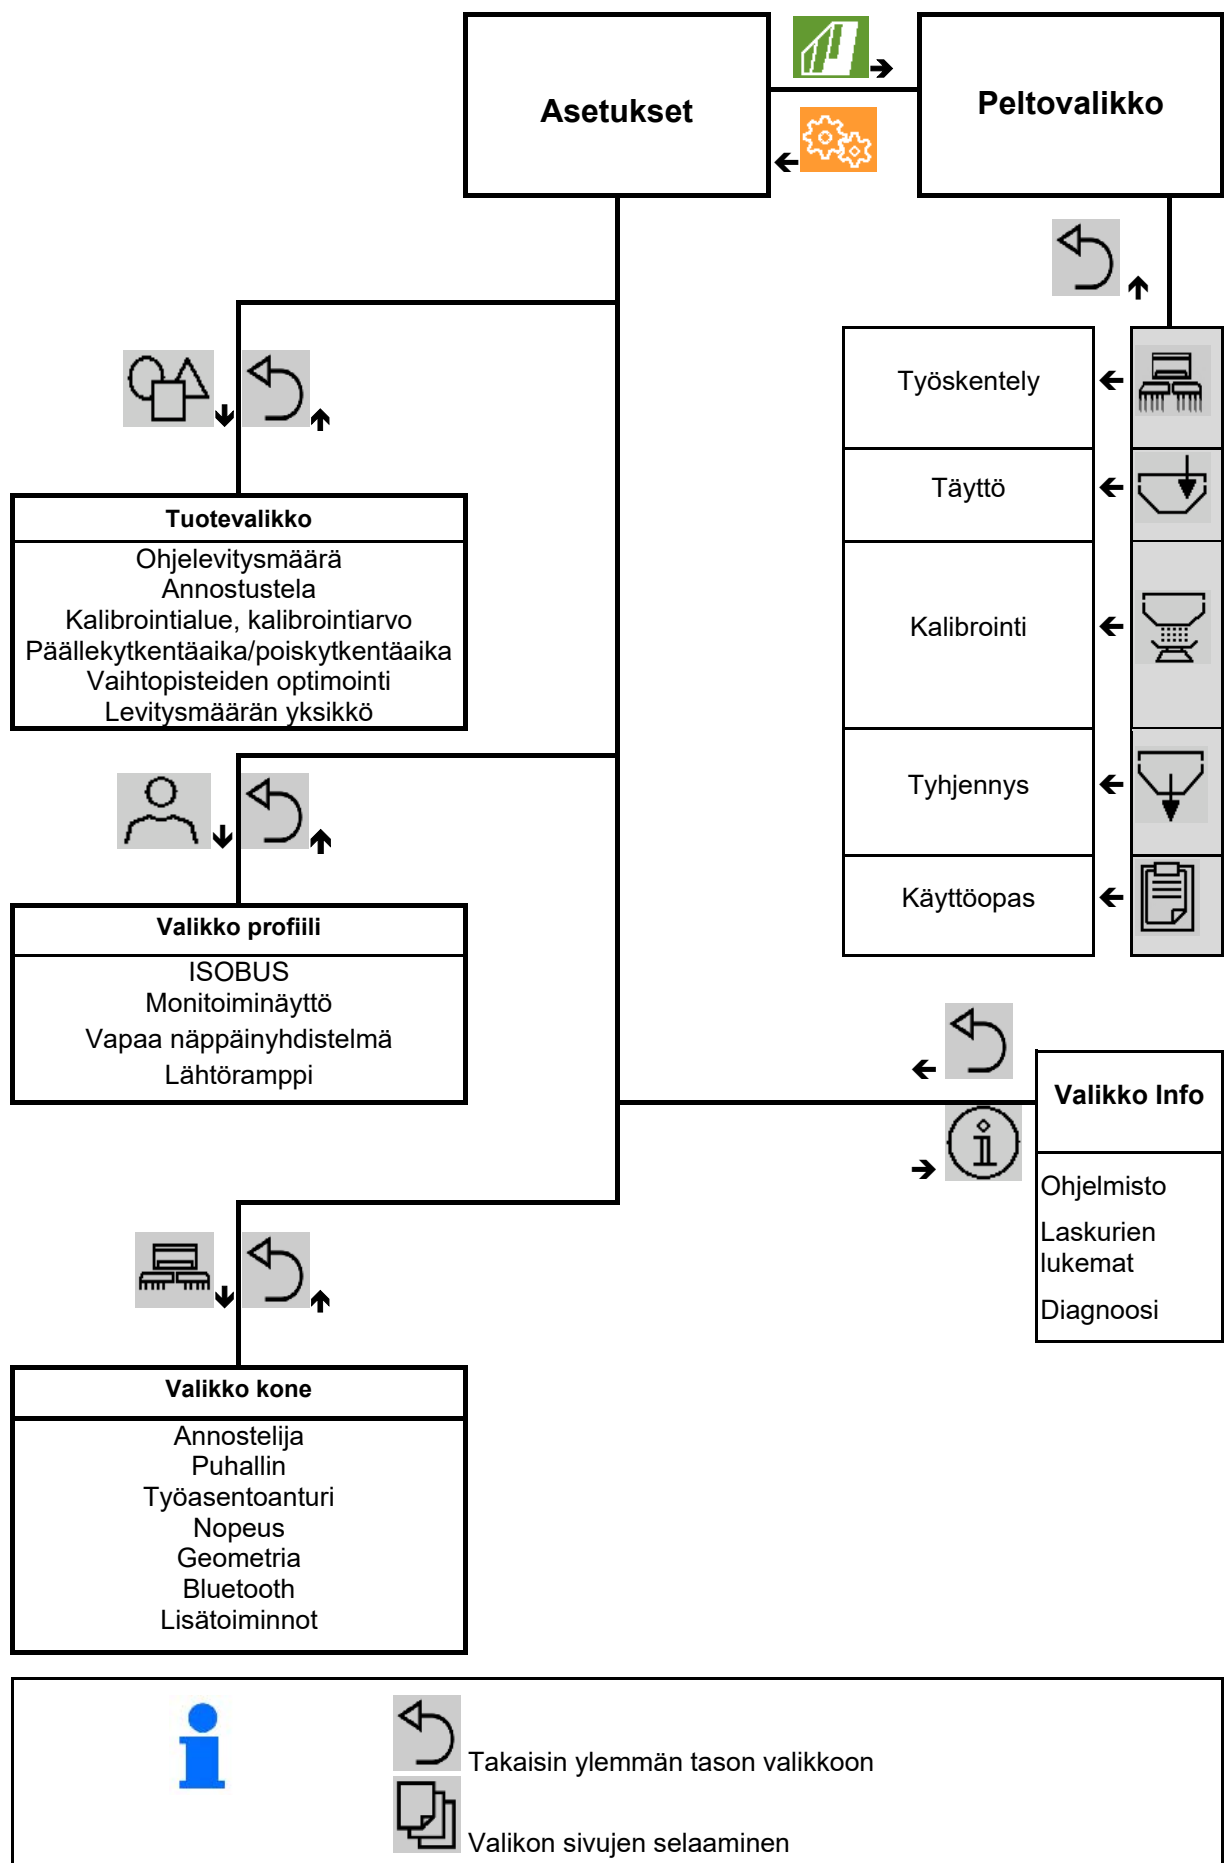 Asetukset
Peltovalikko
Työskentely
Täyttö
Kalibrointi
Tyhjennys
Käyttöopas
Tuotevalikko
Ohjelevitysmäärä
Annostustela
Kalibrointialue, kalibrointiarvo
Päällekytkentäaika/poiskytkentäaika
Vaihtopisteiden optimointi
Levitysmäärän yksikkö
Valikko profiili
ISOBUS
Monitoiminäyttö
Vapaa näppäinyhdistelmä
Lähtöramppi
Valikko Info
Ohjelmisto
Laskurien
lukemat
Diagnoosi
Valikko kone
Annostelija
Puhallin
Työasentoanturi
Nopeus
Geometria
Bluetooth
Lisätoiminnot
Takaisin ylemmän tason valikkoon
Valikon sivujen selaaminen